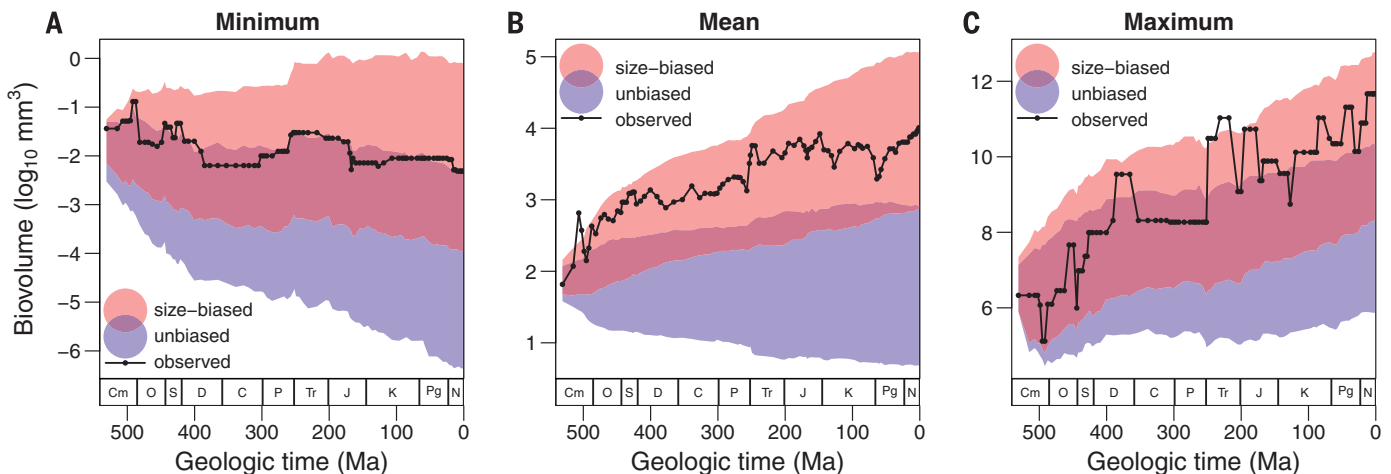 A Minimum
B Mean
C Maximum
Biovolume (log10 mm3)
0
−1
−2
−3
−4
−5
−6
size−biased
unbiased
observed
Cm O S D C P Tr J K Pg N
500 400 300 200 100 0
Geologic time (Ma)
5
4
3
2
1
size−biased
unbiased
observed
Cm O S D C P Tr J K Pg N
500 400 300 200 100 0
Geologic time (Ma)
12
10
8
6
size−biased
unbiased
observed
Cm O S D C P Tr J K Pg N
500 400 300 200 100 0
Geologic time (Ma)